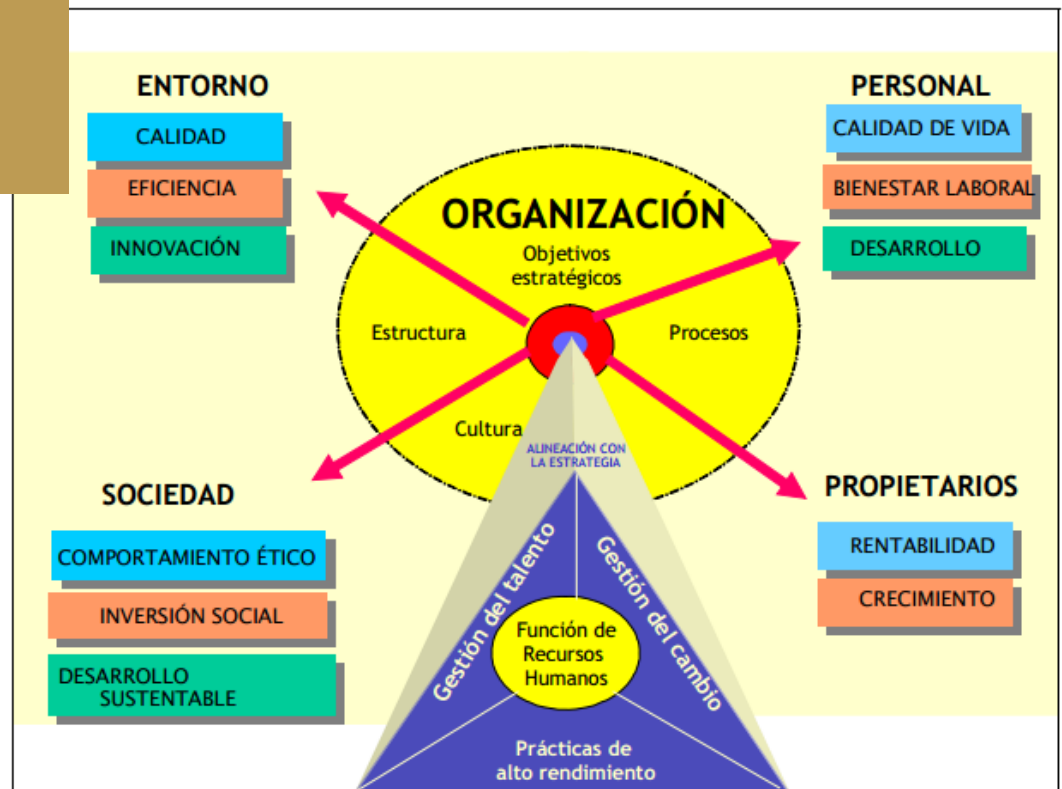 ENTORNO
CALIDAD
EFICIENCIA
INNOVACIÓN
PERSONAL
CALIDAD DE VIDA
BIENESTAR LABORAL
DESARROLLO
ORGANIZACIÓN
Objetivos
estratégicos
Estructura
Procesos
Cultura
ALINEACIÓN CON
LA ESTRATEGIA
SOCIEDAD
COMPORTAMIENTO ÉTICO
INVERSIÓN SOCIAL
DESARROLLO
SUSTENTABLE
PROPIETARIOS
RENTABILIDAD
CRECIMIENTO
Gestión del talento
Gestión del cambio
Función de
Recursos
Humanos
Prácticas de
alto rendimiento